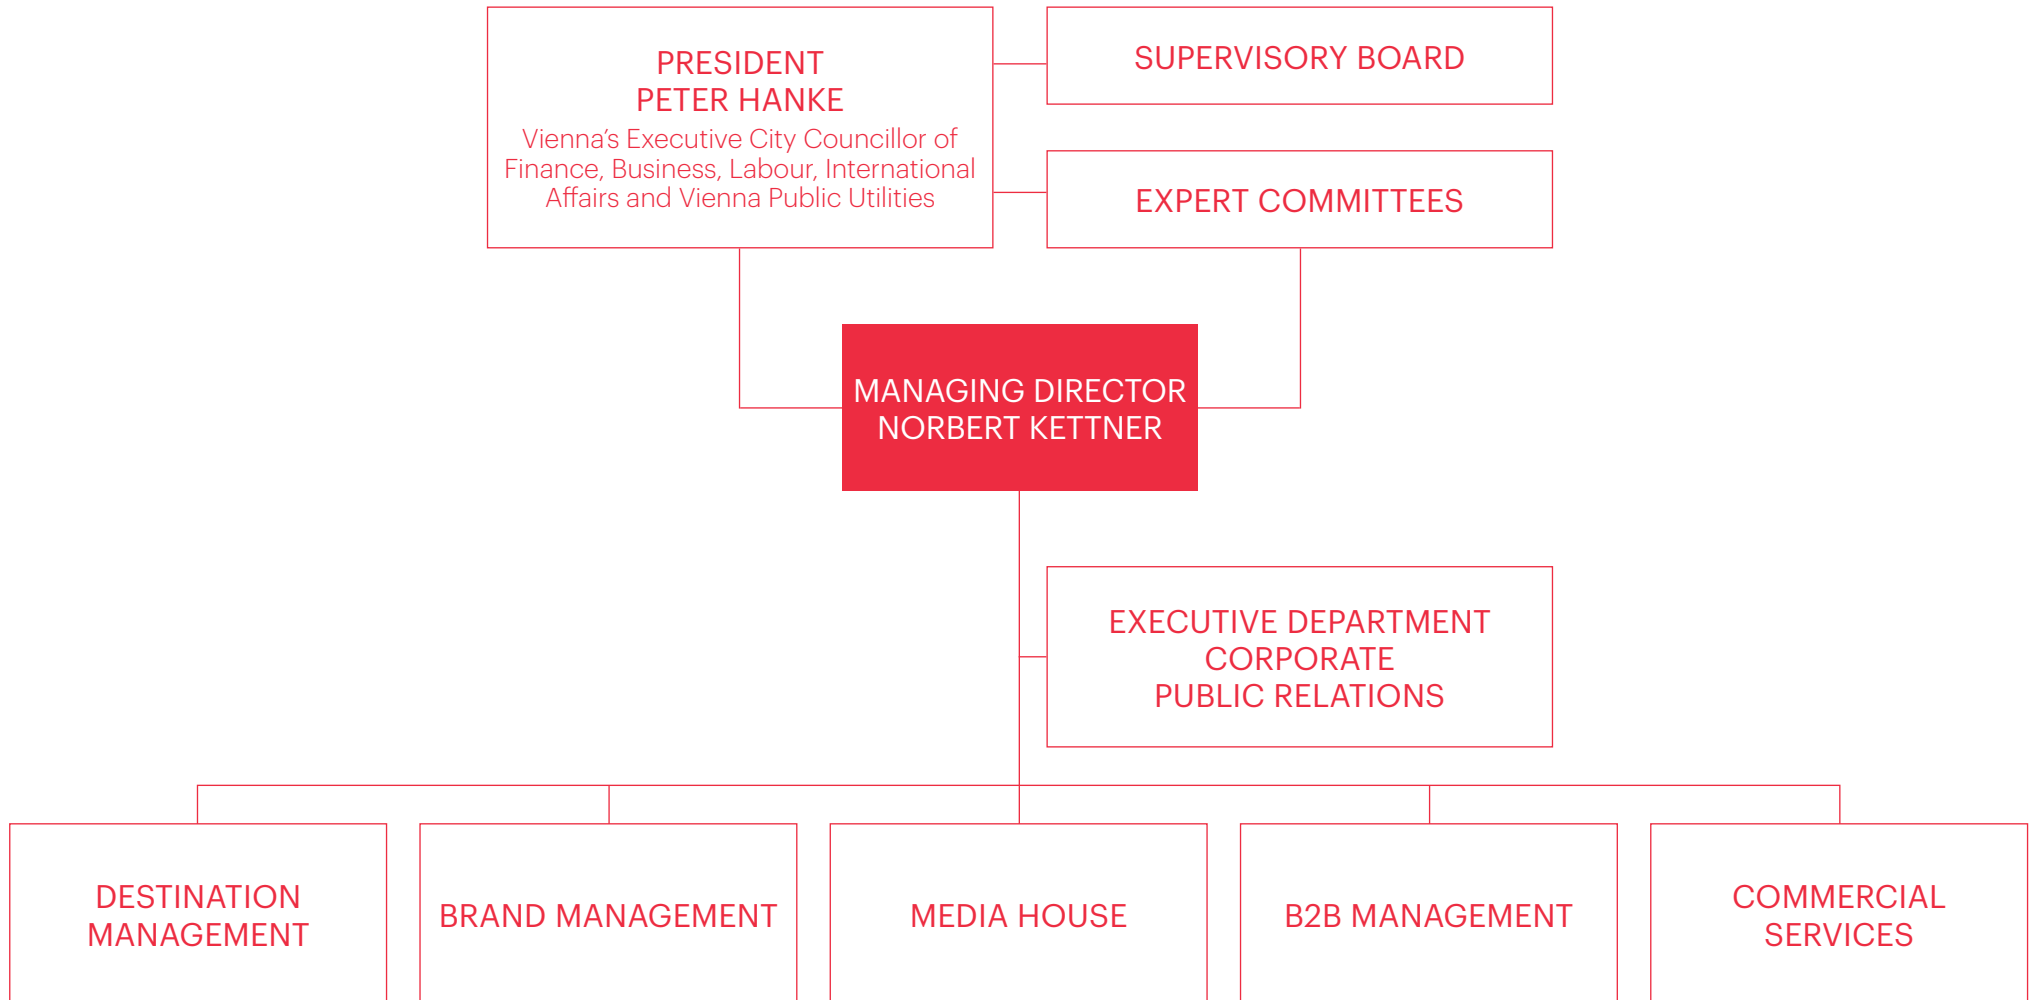 PRESIDENT
PETER HANKE
Vienna’s Executive City Councillor of
Finance, Business, Labour, International
Affairs and Vienna Public Utilities
SUPERVISORY BOARD
EXPERT COMMITTEES
MANAGING DIRECTOR
NORBERT KETTNER
EXECUTIVE DEPARTMENT
CORPORATE
PUBLIC RELATIONS
DESTINATION
MANAGEMENT
BRAND MANAGEMENT
MEDIA HOUSE
B2B MANAGEMENT
COMMERCIAL
SERVICES